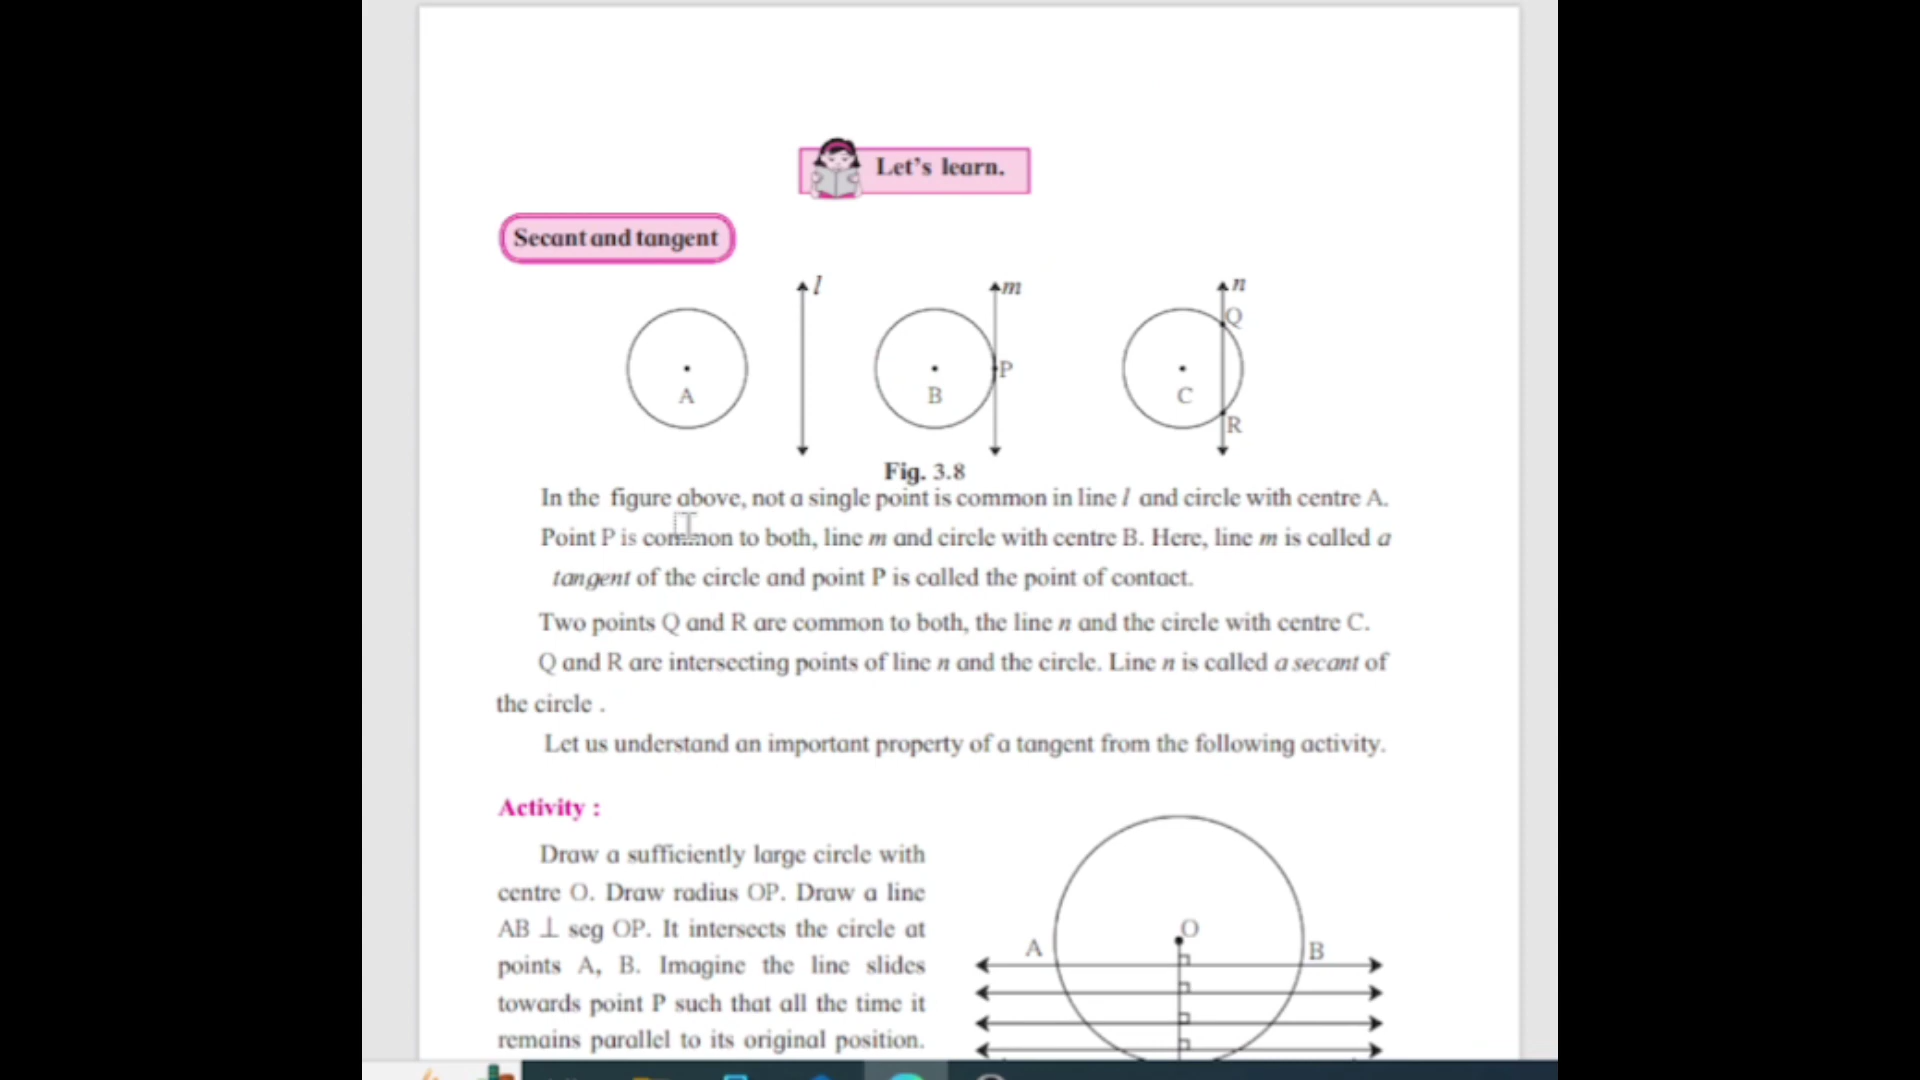 Let's learn.
Secant and tangent
l
m
n
Q
P
A
B
C
R
Fig. 3.8
In the figure above, not a single point is common in line l and circle with centre A.
Point P is common to both, line m and circle with centre B. Here, line m is called a
tangent of the circle and point P is called the point of contact.
Two points Q and R are common to both, the line n and the circle with centre C.
Q and R are intersecting points of line n and the circle. Line n is called a secant of
the circle .
Let us understand an important property of a tangent from the following activity.
Activity :
Draw a sufficiently large circle with
centre O. Draw radius OP. Draw a line
AB ⊥ seg OP. It intersects the circle at
points A, B. Imagine the line slides
towards point P such that all the time it
remains parallel to its original position.
O
A
B